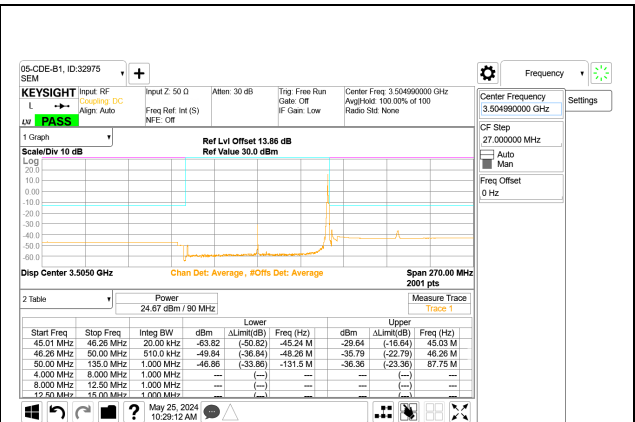 05-CDE-B1, ID:32975
SEM
Frequency
KEYSIGHT
Input: RF
Coupling: DC
Align: Auto
Input Z: 50 Ω
Freq Ref: Int (S)
NFE: Off
Atten: 30 dB
Trig: Free Run
Gate: Off
IF Gain: Low
Center Freq: 3.504990000 GHz
Avg|Hold: 100.00% of 100
Radio Std: None
L
LXI PASS
Center Frequency
3.504990000 GHz
Settings
CF Step
27.000000 MHz
Auto
Man
Freq Offset
0 Hz
1 Graph
Scale/Div 10 dB
Ref Lvl Offset 13.86 dB
Ref Value 30.0 dBm
Log
20.0
10.0
0.00
-10.0
-20.0
-30.0
-40.0
-50.0
-60.0
Disp Center 3.5050 GHz
Chan Det: Average, #Offs Det: Average
Span 270.00 MHz
2001 pts
2 Table
Power
24.67 dBm / 90 MHz
Measure Trace
Trace 1
Lower Upper
Start Freq Stop Freq Integ BW dBm ΔLimit(dB) Freq (Hz) dBm ΔLimit(dB) Freq (Hz)
45.01 MHz 46.26 MHz 20.00 kHz -63.82 (-50.82) -45.24 M -29.64 (-16.64) 45.03 M
46.26 MHz 50.00 MHz 510.0 kHz -49.84 (-36.84) -48.26 M -35.79 (-22.79) 46.26 M
50.00 MHz 135.0 MHz 1.000 MHz -46.86 (-33.86) -131.5 M -36.36 (-23.36) 87.75 M
4.000 MHz 8.000 MHz 1.000 MHz --- (---) --- --- (---) ---
8.000 MHz 12.50 MHz 1.000 MHz --- (---) --- --- (---) ---
12.50 MHz 15.00 MHz 1.000 MHz --- (---) --- --- (---) ---
?
May 25, 2024
10:29:12 AM